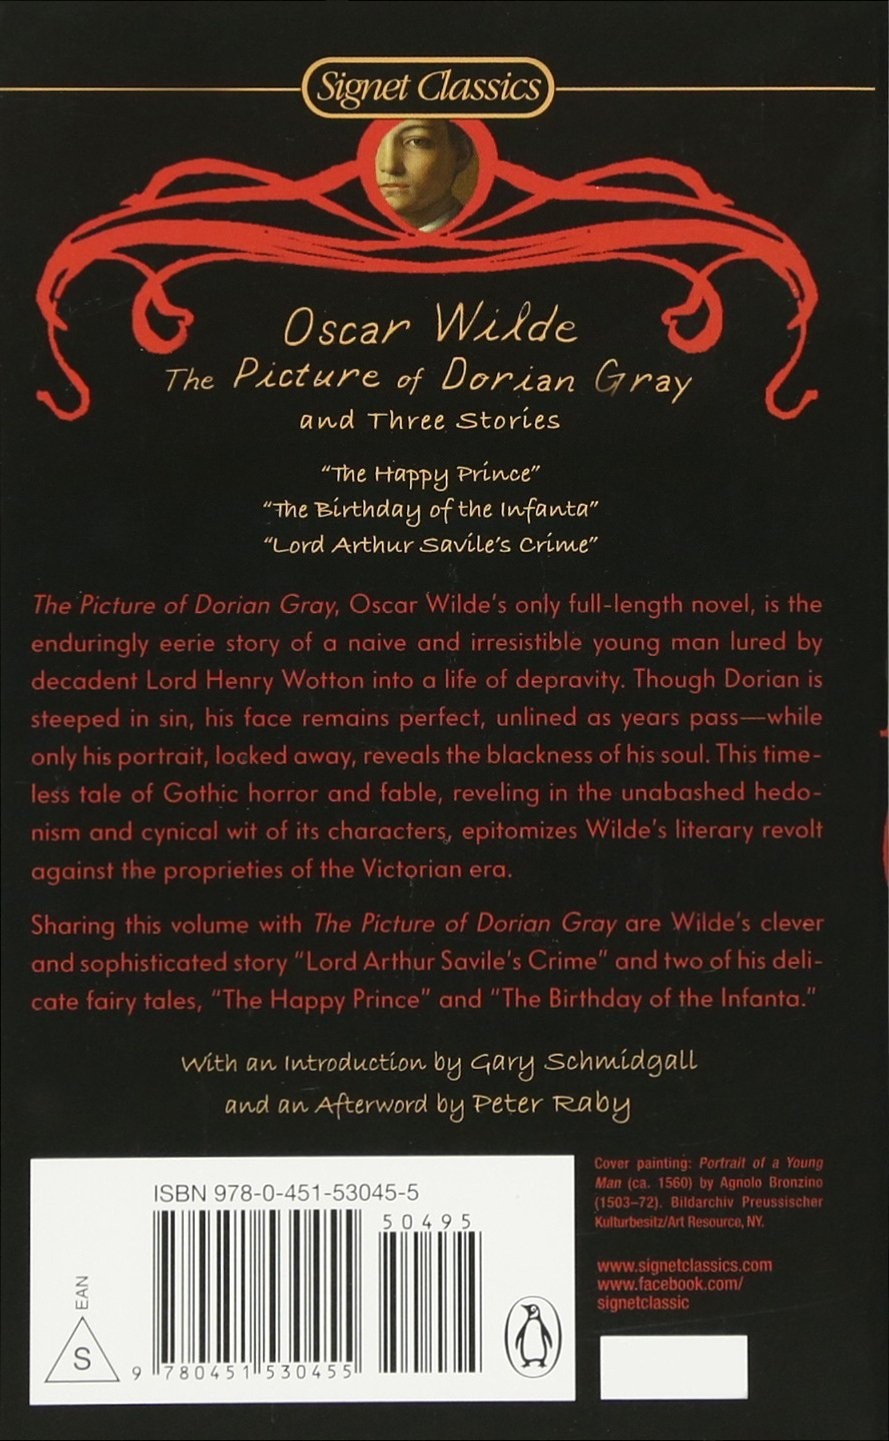 Signet Classics
Oscar Wilde
The Picture of Dorian Gray
and Three Stories
“The Happy Prince”
“The Birthday of the Infanta”
“Lord Arthur Savile’s Crime”
The Picture of Dorian Gray, Oscar Wilde’s only full-length novel, is the
enduringly eerie story of a naive and irresistible young man lured by
decadent Lord Henry Wotton into a life of depravity. Though Dorian is
steeped in sin, his face remains perfect, unlined as years pass—while
only his portrait, locked away, reveals the blackness of his soul. This time-
less tale of Gothic horror and fable, reveling in the unabashed hedo-
nism and cynical wit of its characters, epitomizes Wilde’s literary revolt
against the proprieties of the Victorian era.
Sharing this volume with The Picture of Dorian Gray are Wilde’s clever
and sophisticated story “Lord Arthur Savile’s Crime” and two of his deli-
cate fairy tales, “The Happy Prince” and “The Birthday of the Infanta.”
With an Introduction by Gary Schmidgall
and an Afterword by Peter Raby
ISBN 978-0-451-53045-5
50495
EAN
S
9 780451 530455
Cover painting: Portrait of a Young
Man (ca. 1560) by Agnolo Bronzino
(1503–72). Bildarchiv Preussischer
Kulturbesitz/Art Resource, NY.
www.signetclassics.com
www.facebook.com/
signetclassic